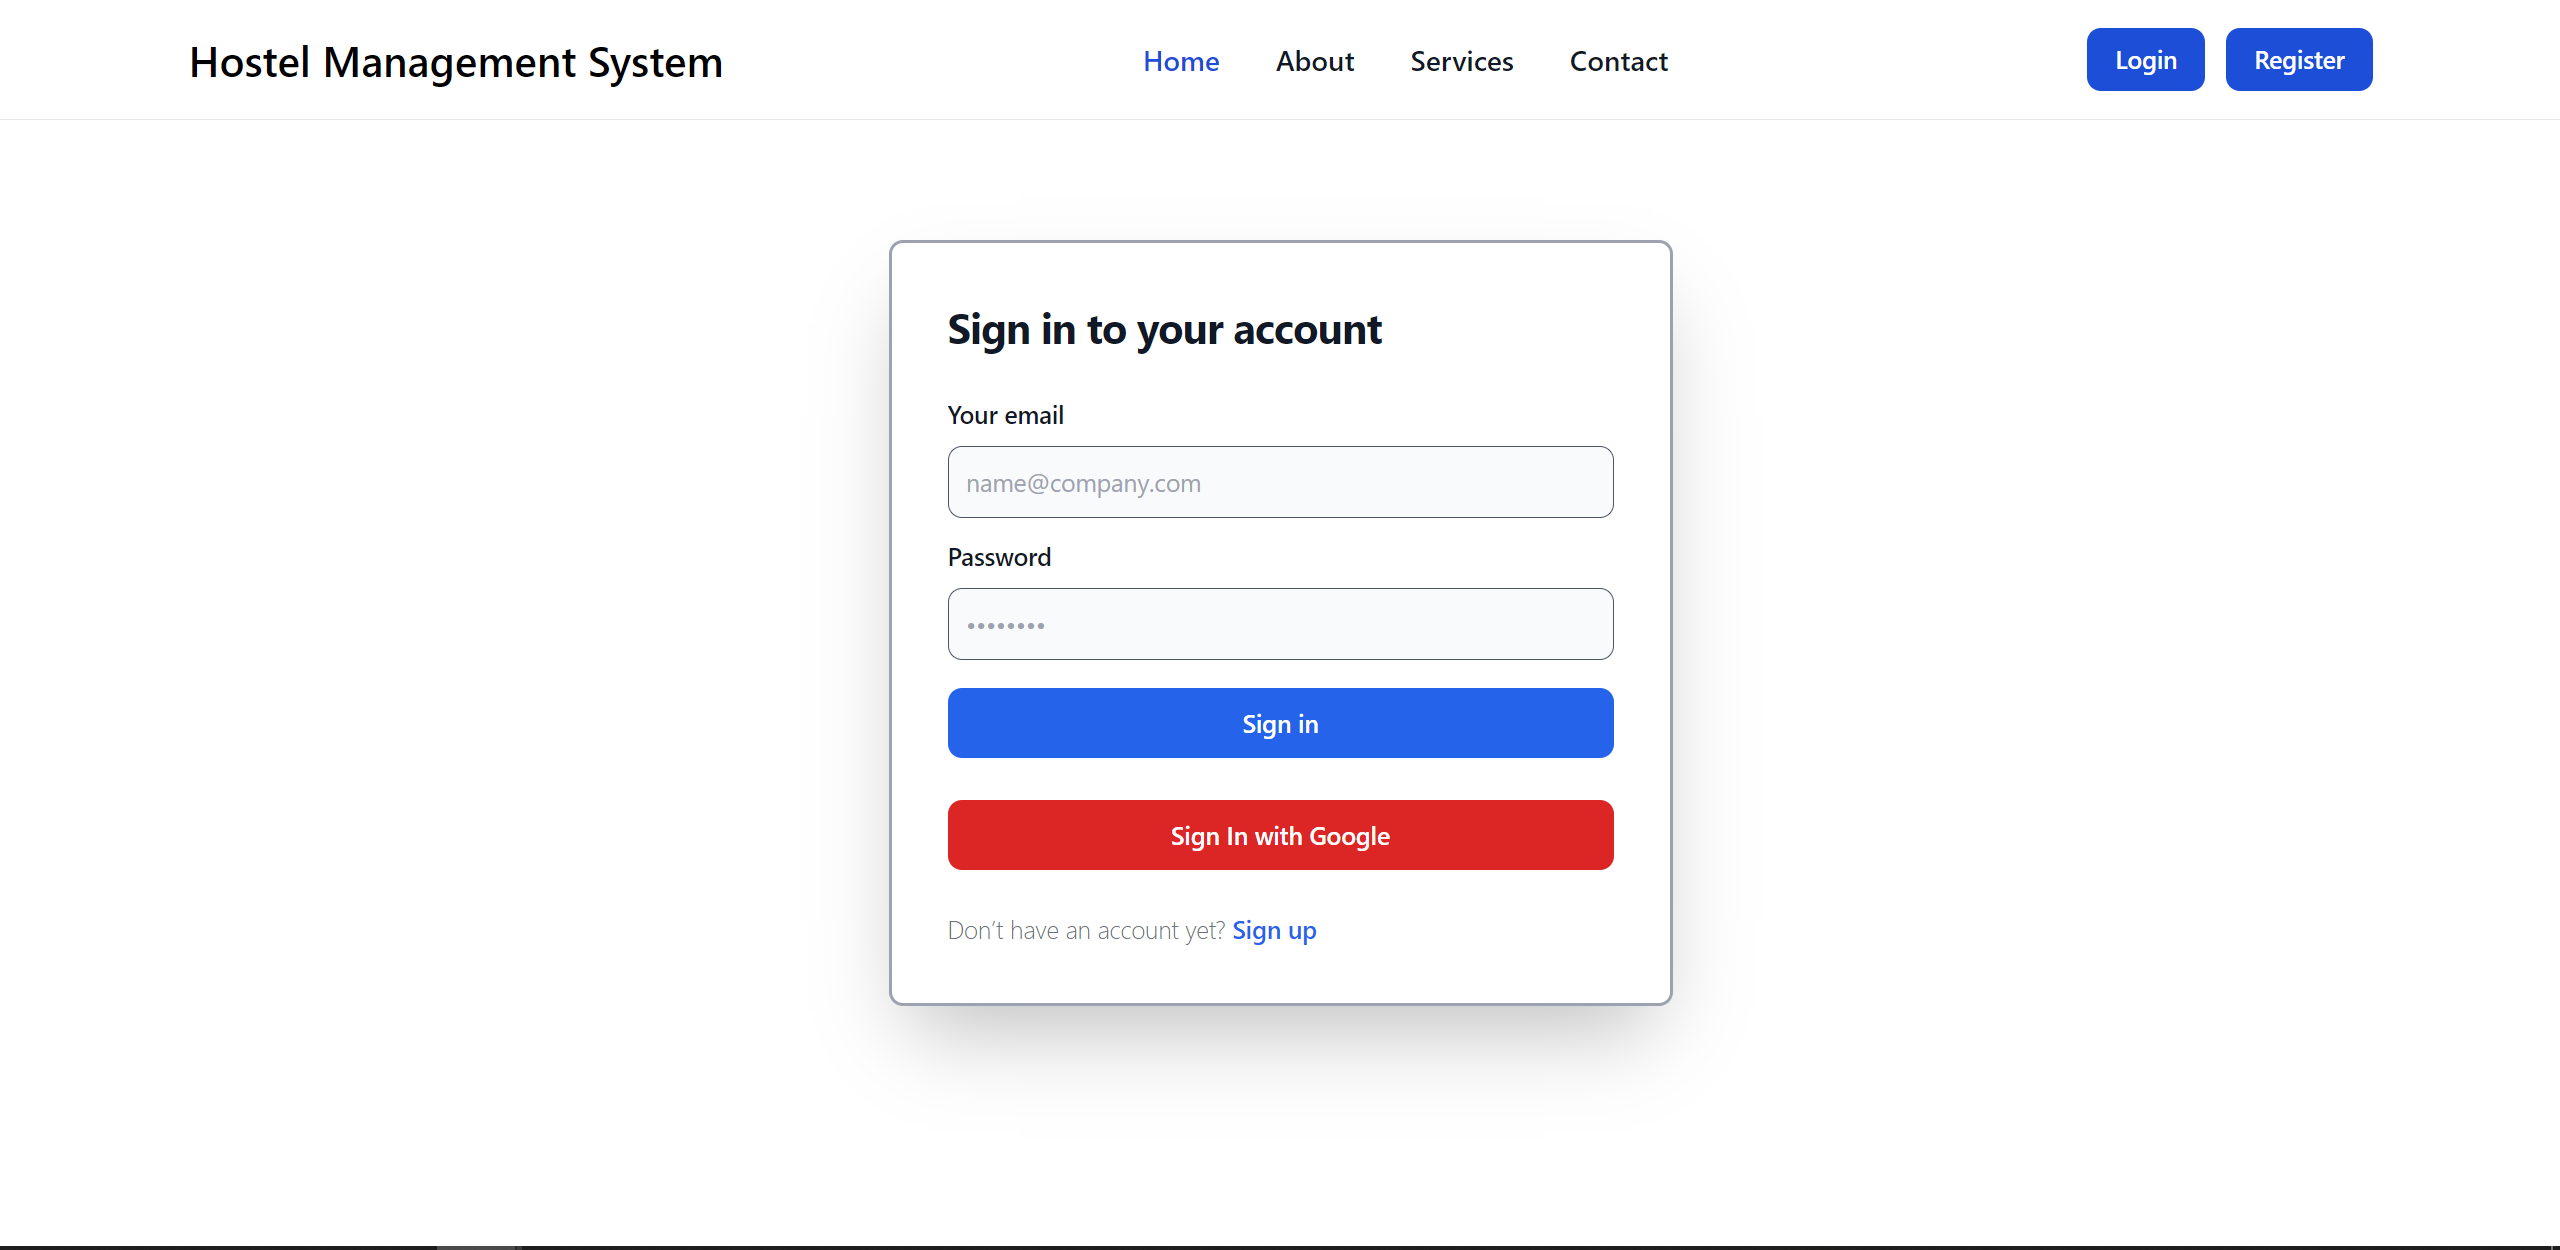 Hostel Management System
Home About Services Contact
Login Register
Sign in to your account
Your email
name@company.com
Password
••••••••
Sign in
Sign In with Google
Don’t have an account yet? Sign up